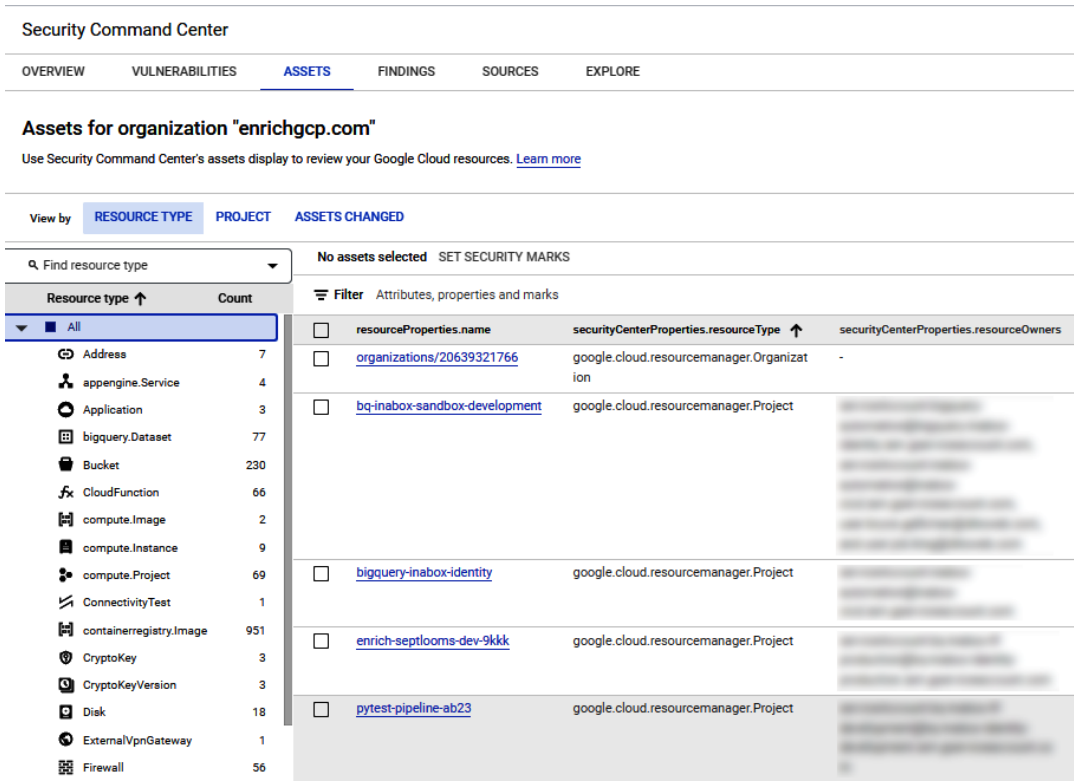 Security Command Center
OVERVIEW VULNERABILITIES ASSETS FINDINGS SOURCES EXPLORE
Assets for organization "enrichgcp.com"
Use Security Command Center's assets display to review your Google Cloud resources. Learn more
View by RESOURCE TYPE PROJECT ASSETS CHANGED
Find resource type
Resource type Count
All
Address 7
appengine.Service 4
Application 3
bigquery.Dataset 77
Bucket 230
CloudFunction 66
compute.Image 2
compute.Instance 9
compute.Project 69
ConnectivityTest 1
containerregistry.Image 951
CryptoKey 3
CryptoKeyVersion 3
Disk 18
ExternalVpnGateway 1
Firewall 56
No assets selected SET SECURITY MARKS
Filter Attributes, properties and marks
resourceProperties.name securityCenterProperties.resourceType securityCenterProperties.resourceOwners
organizations/20639321766 google.cloud.resourcemanager.Organizat -
ion
bq-inabox-sandbox-development google.cloud.resourcemanager.Project
bigquery-inabox-identity google.cloud.resourcemanager.Project
enrich-septlooms-dev-9kkk google.cloud.resourcemanager.Project
pytest-pipeline-ab23 google.cloud.resourcemanager.Project